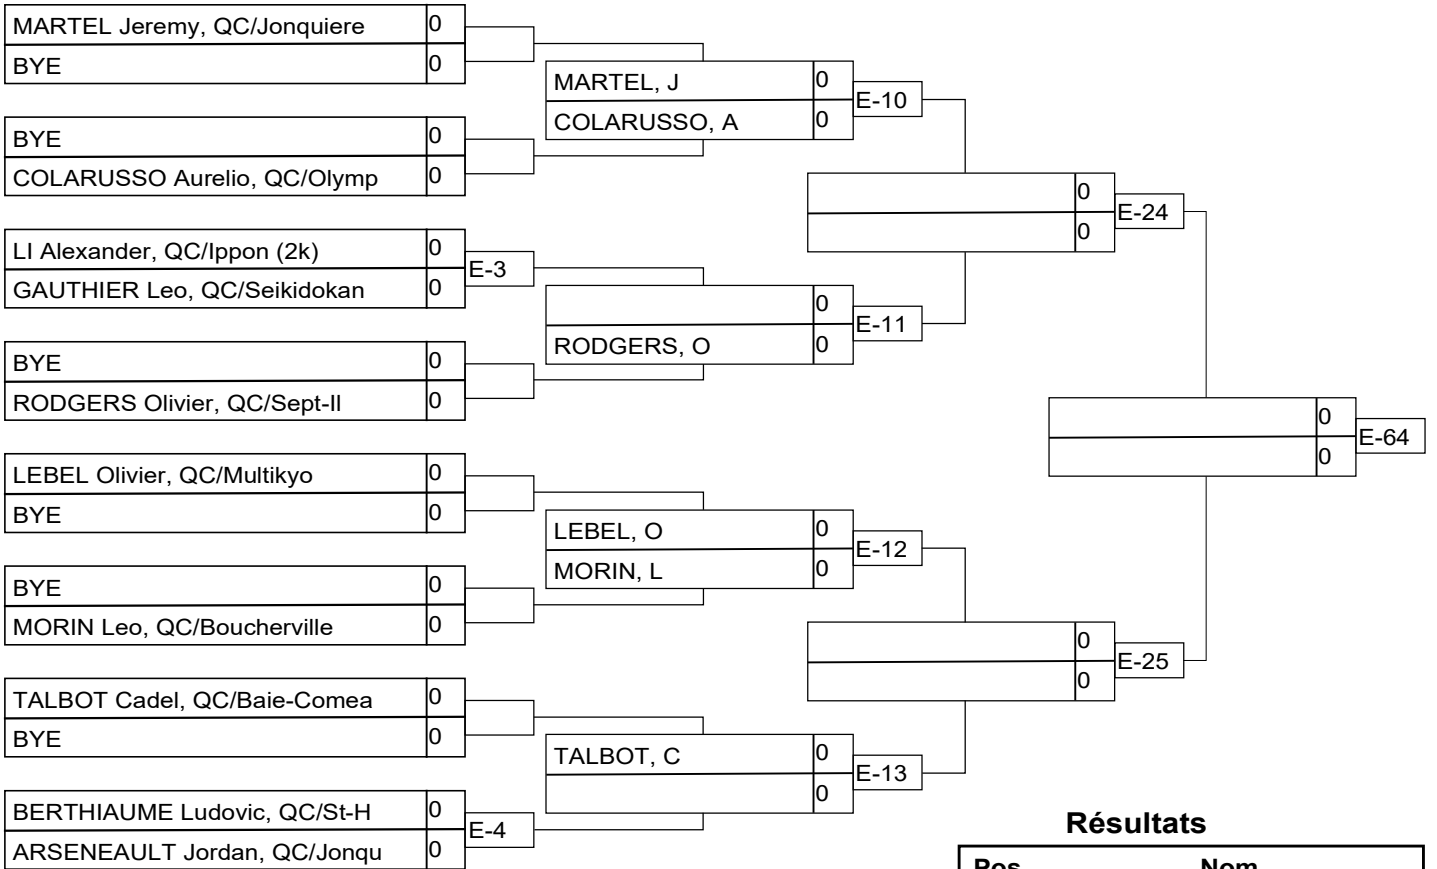 MARTEL Jeremy, QC/Jonquiere 0
BYE 0
BYE 0
COLARUSSO Aurelio, QC/Olymp 0
LI Alexander, QC/Ippon (2k) 0
GAUTHIER Leo, QC/Seikidokan 0
E-3
BYE 0
RODGERS Olivier, QC/Sept-Il 0
LEBEL Olivier, QC/Multikyo 0
BYE 0
BYE 0
MORIN Leo, QC/Boucherville 0
TALBOT Cadel, QC/Baie-Comea 0
BYE 0
BERTHIAUME Ludovic, QC/St-H 0
ARSENEAULT Jordan, QC/Jonqu 0
E-4
MARTEL, J 0
COLARUSSO, A 0
E-10
0
RODGERS, O 0
E-11
LEBEL, O 0
MORIN, L 0
E-12
TALBOT, C 0
0
E-13
0
0
E-24
0
0
E-25
0
0
E-64
Résultats
Pos Nom